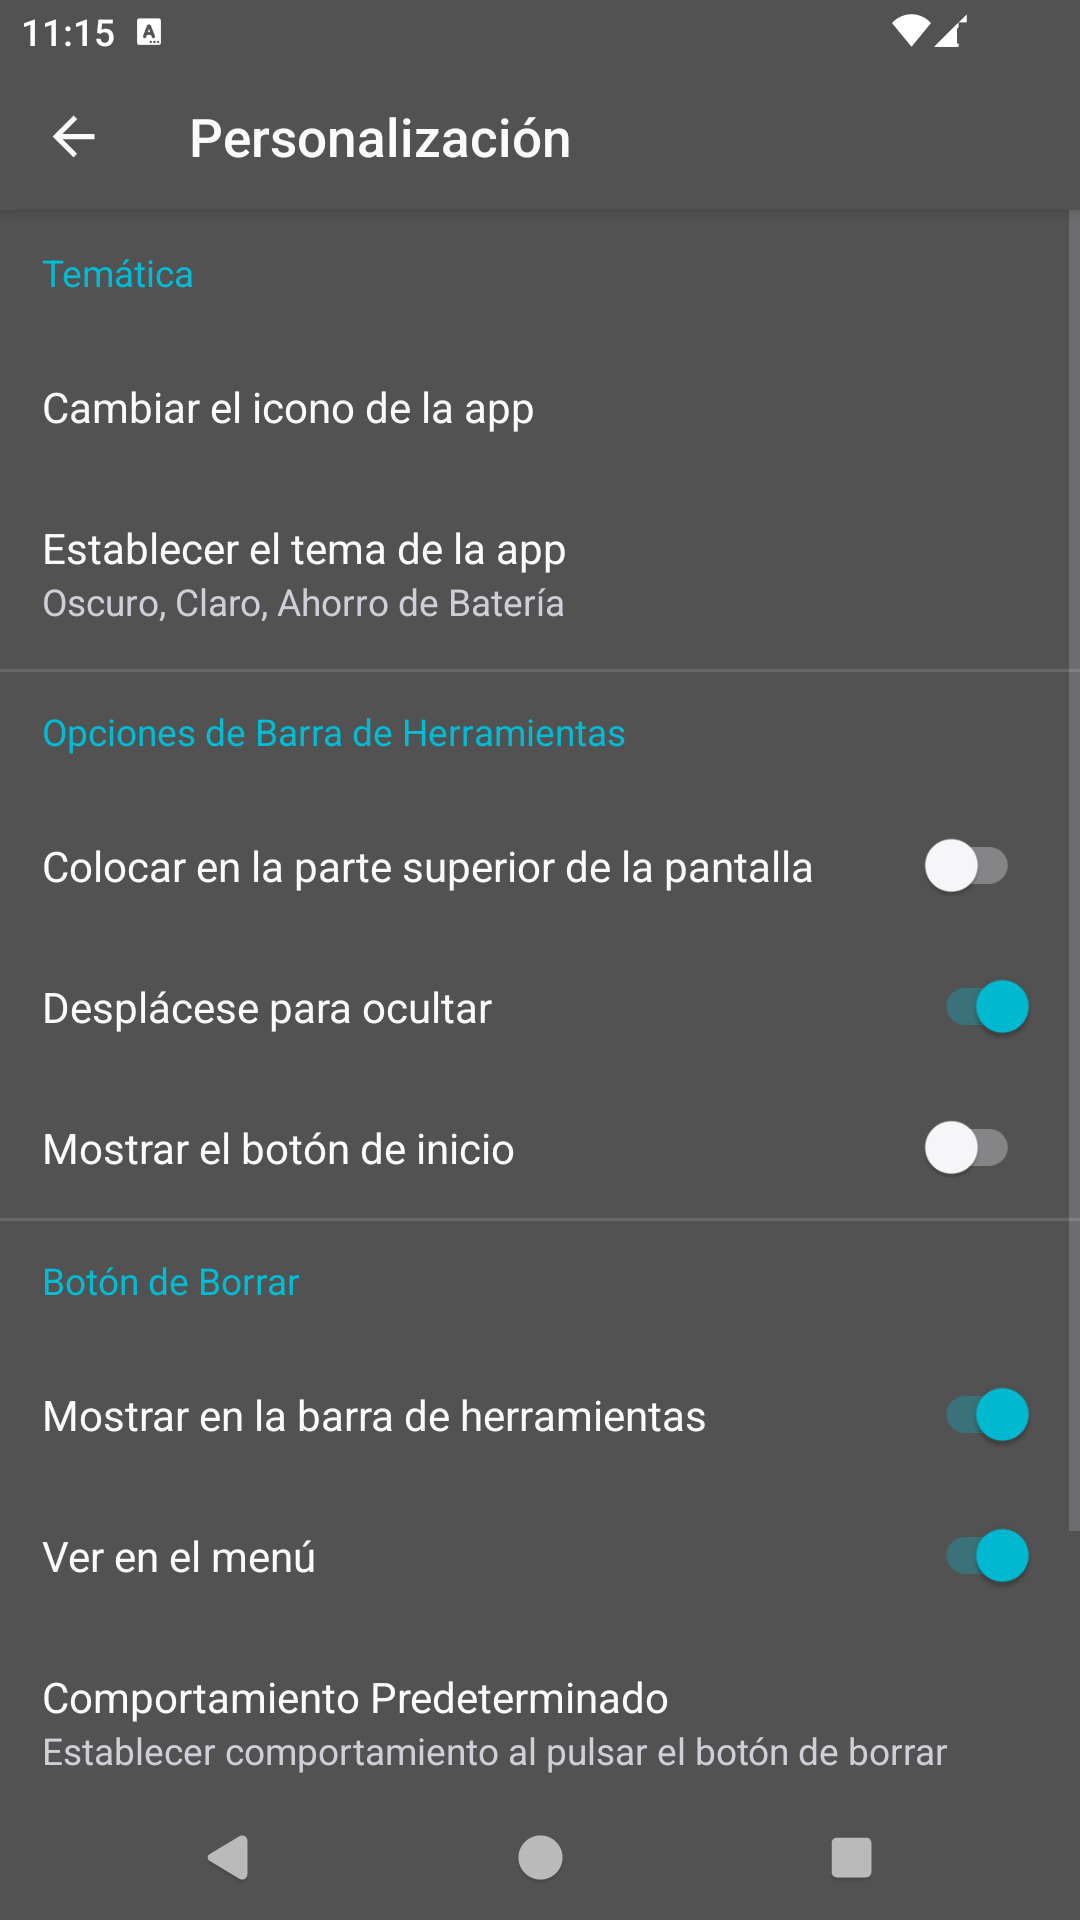 11:15
Personalización
Temática
Cambiar el icono de la app
Establecer el tema de la app
Oscuro, Claro, Ahorro de Batería
Opciones de Barra de Herramientas
Colocar en la parte superior de la pantalla
Desplácese para ocultar
Mostrar el botón de inicio
Botón de Borrar
Mostrar en la barra de herramientas
Ver en el menú
Comportamiento Predeterminado
Establecer comportamiento al pulsar el botón de borrar